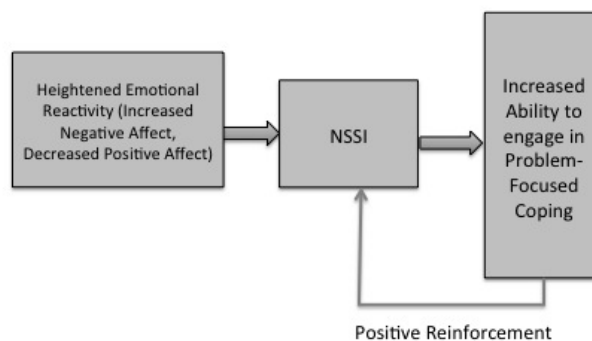 Heightened Emotional
Reactivity (Increased
Negative Affect,
Decreased Positive Affect)
NSSI
Increased
Ability to
engage in
Problem-
Focused
Coping
Positive Reinforcement